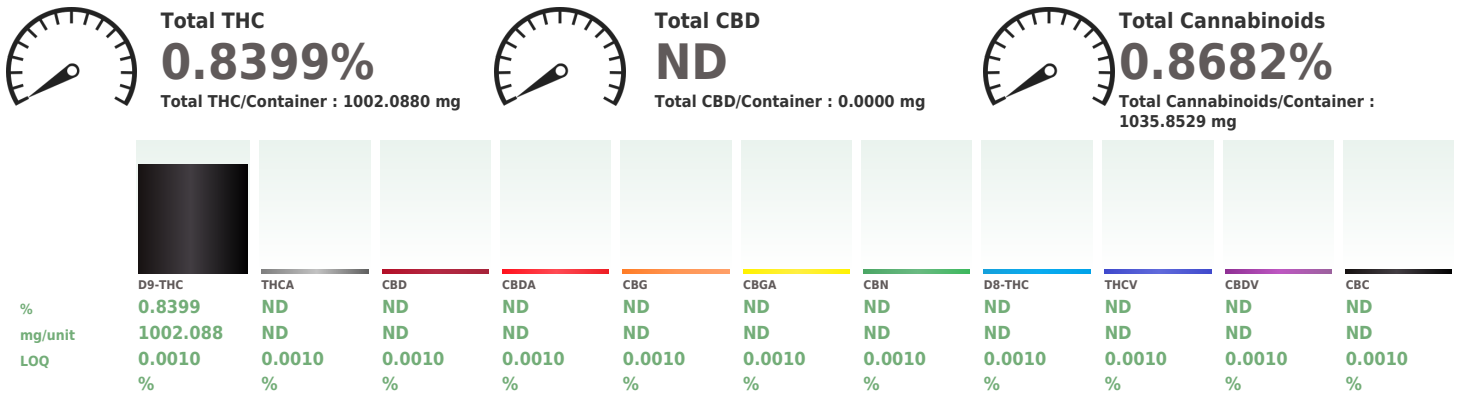 Total THC
0.8399%
Total THC/Container : 1002.0880 mg
Total CBD
ND
Total CBD/Container : 0.0000 mg
Total Cannabinoids
0.8682%
Total Cannabinoids/Container :
1035.8529 mg
D9-THC THCA CBD CBDA CBG CBGA CBN D8-THC THCV CBDV CBC
% 0.8399 ND ND ND ND ND ND ND ND ND ND
mg/unit 1002.088 ND ND ND ND ND ND ND ND ND ND
LOQ 0.0010 0.0010 0.0010 0.0010 0.0010 0.0010 0.0010 0.0010 0.0010 0.0010 0.0010
% % % % % % % % % % %